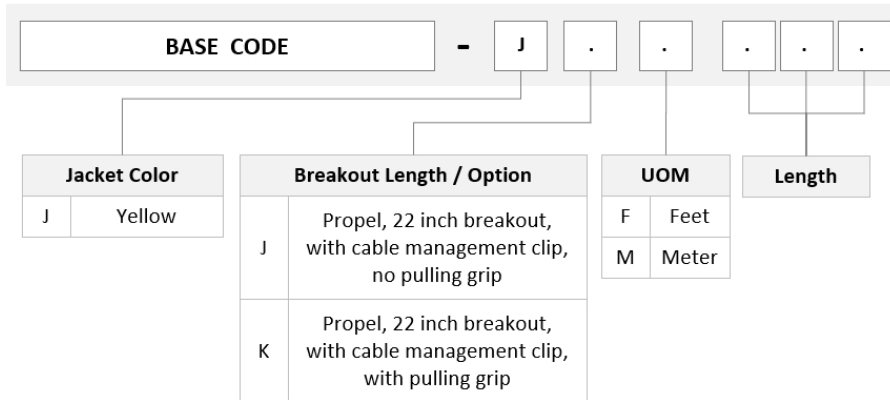 BASE CODE - J . . . . .
Jacket Color
J Yellow
Breakout Length / Option
J Propel, 22 inch breakout,
with cable management clip,
no pulling grip
K Propel, 22 inch breakout,
with cable management clip,
with pulling grip
UOM
F Feet
M Meter
Length